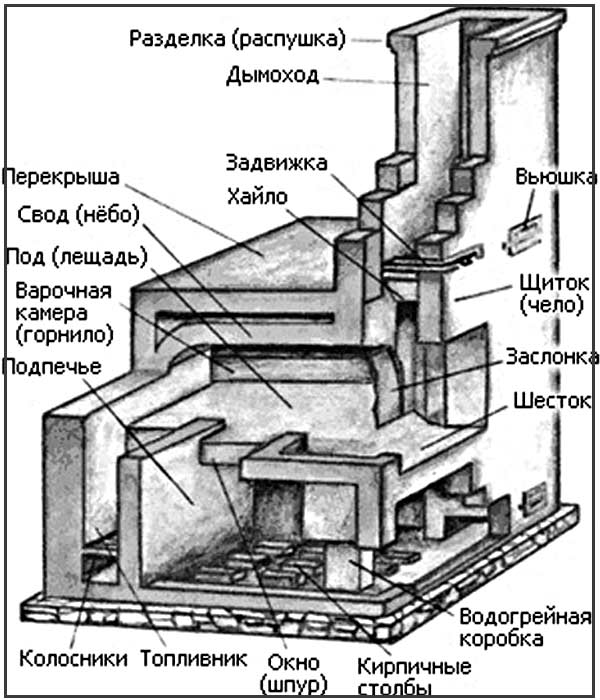 Разделка (распушка)
Дымоход
Задвижка
Хайло
Вьюшка
Перекрыша
Свод (нёбо)
Под (лещадь)
Варочная
камера
(горнило)
Подпечье
Щиток
(чело)
Заслонка
Шесток
Колосники
Топливник
Окно
(шпур)
Кирпичные
столбы
Водогрейная
коробка